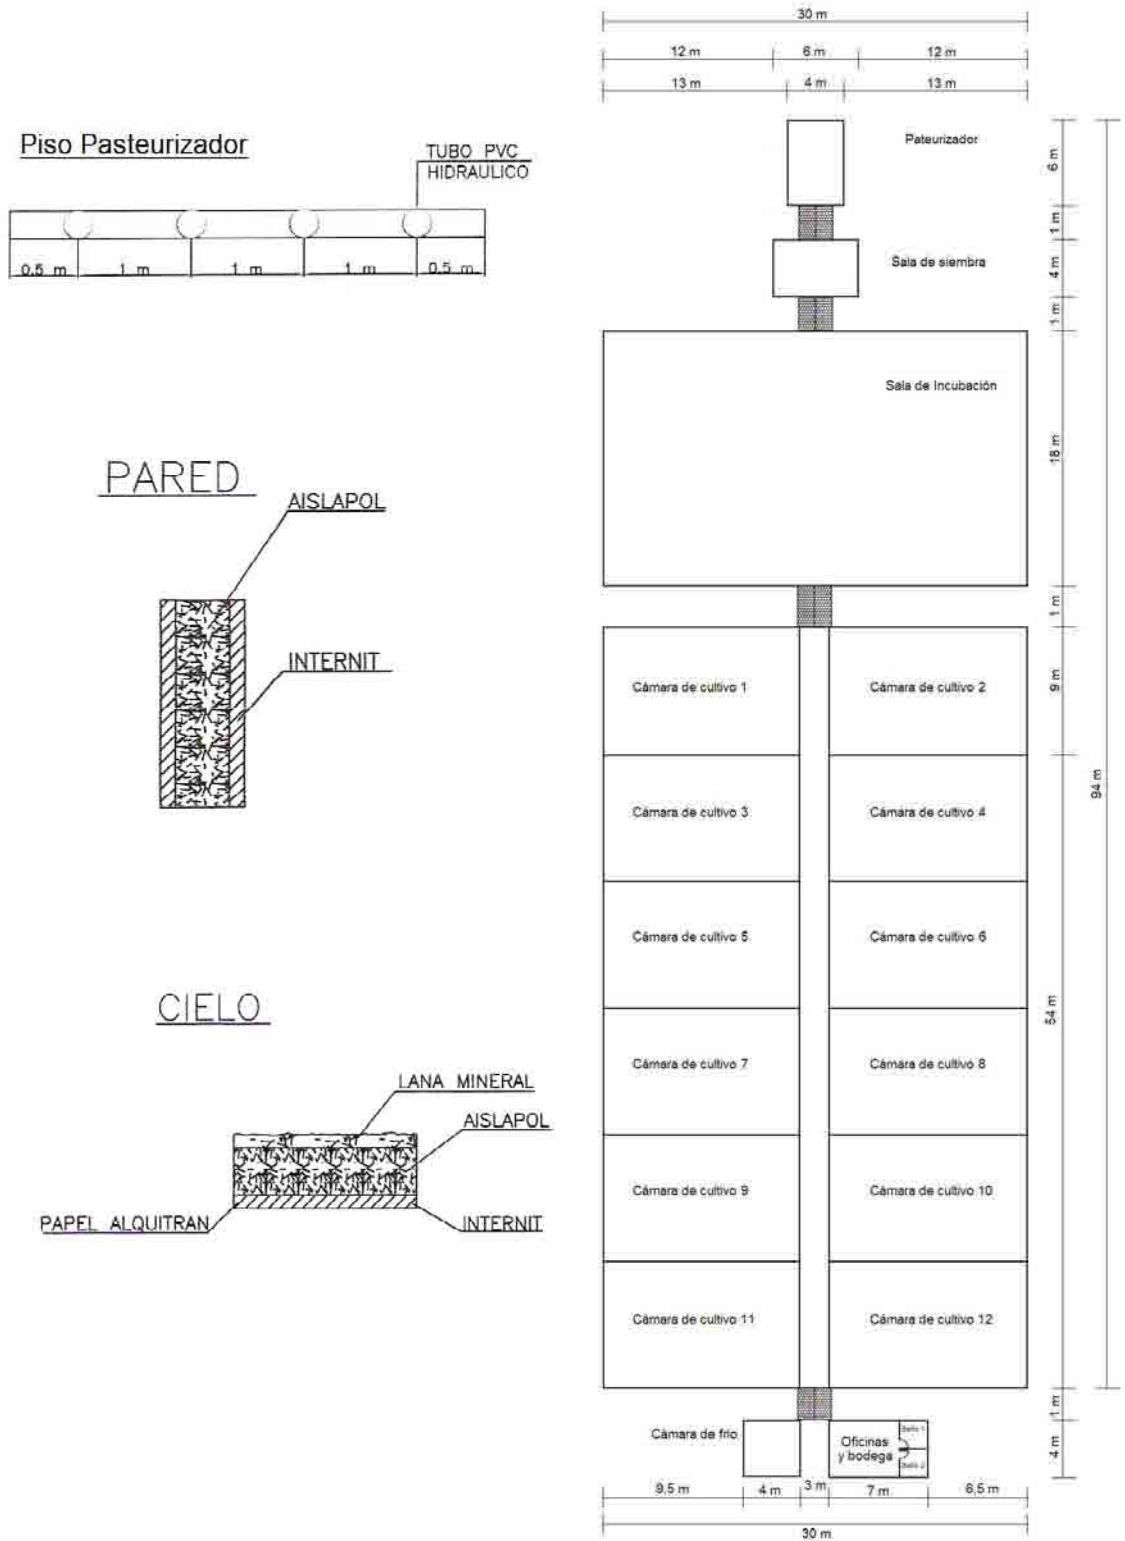 30 m
12 m
6 m
12 m
13 m
4 m
13 m
Piso Pasteurizador
TUBO PVC
HIDRAULICO
0.5 m
1 m
1 m
1 m
0.5 m
Pateurizador
6 m
1 m
Sala de siembra
4 m
1 m
Sala de Incubación
18 m
1 m
PARED
AISLAPOL
INTERNIT
Cámara de cultivo 1
Cámara de cultivo 2
9 m
Cámara de cultivo 3
Cámara de cultivo 4
94 m
Cámara de cultivo 5
Cámara de cultivo 6
54 m
CIELO
LANA MINERAL
AISLAPOL
PAPEL ALQUITRAN
INTERNIT
Cámara de cultivo 7
Cámara de cultivo 8
Cámara de cultivo 9
Cámara de cultivo 10
Cámara de cultivo 11
Cámara de cultivo 12
1 m
Cámara de frio
Oficinas
y bodega
Baño 1
Baño 2
4 m
9,5 m
4 m
3 m
7 m
6,5 m
30 m